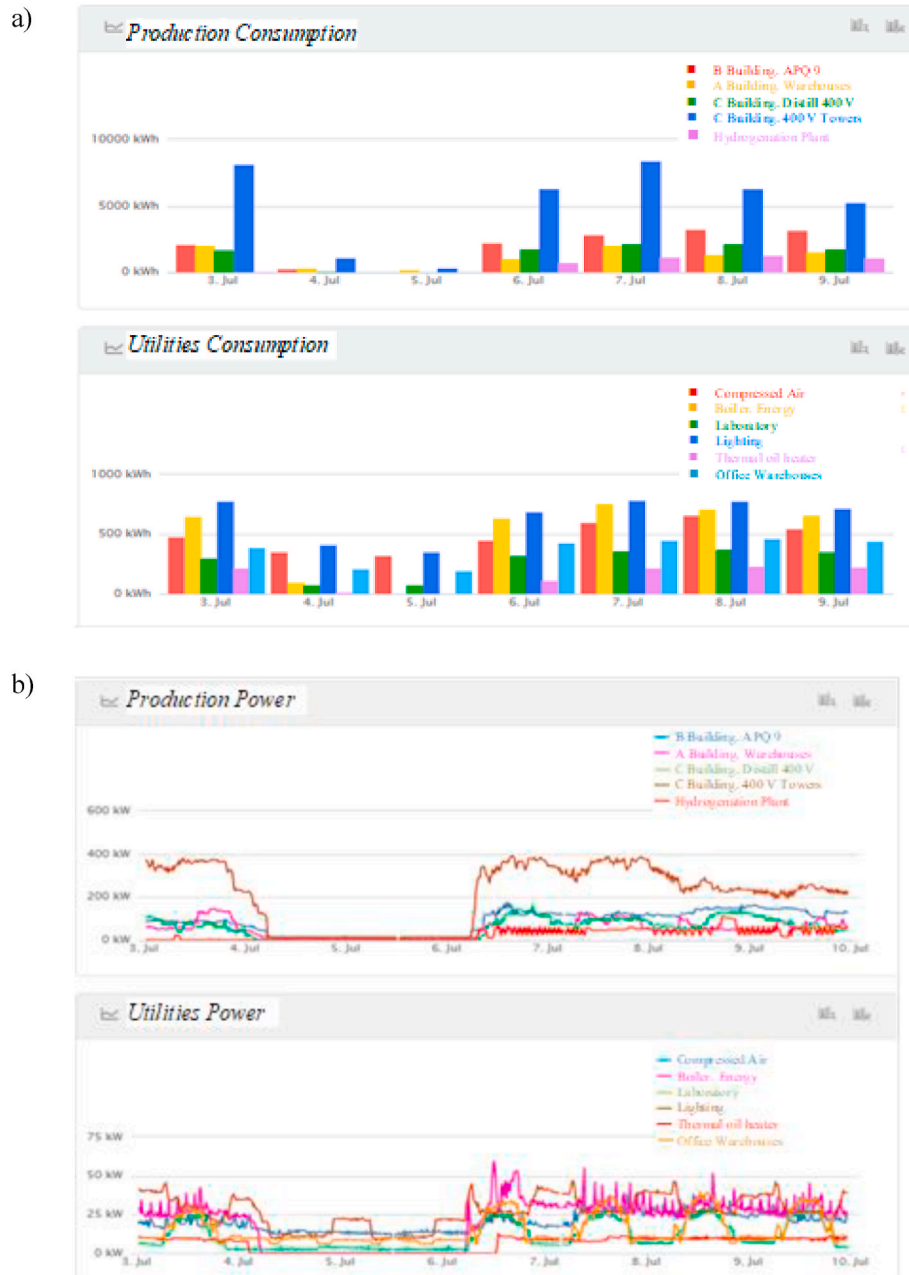 a)
Production Consumption
B Building. APQ 9
A Building. Warehouses
C Building. Distill 400 V
C Building. 400 V Towers
Hydrogenation Plant
10000 kWh
5000 kWh
0 kWh
3. Jul 4. Jul 5. Jul 6. Jul 7. Jul 8. Jul 9. Jul
Utilities Consumption
Compressed Air
Boiler. Energy
Laboratory
Lighting
Thermal oil heater
Office Warehouses
1000 kWh
500 kWh
0 kWh
3. Jul 4. Jul 5. Jul 6. Jul 7. Jul 8. Jul 9. Jul
b)
Production Power
B Building. APQ 9
A Building. Warehouses
C Building. Distill 400 V
C Building. 400 V Towers
Hydrogenation Plant
600 kW
400 kW
200 kW
0 kW
3. Jul 4. Jul 5. Jul 6. Jul 7. Jul 8. Jul 9. Jul 10. Jul
Utilities Power
Compressed Air
Boiler. Energy
Laboratory
Lighting
Thermal oil heater
Office Warehouses
75 kW
50 kW
25 kW
0 kW
3. Jul 4. Jul 5. Jul 6. Jul 7. Jul 8. Jul 9. Jul 10. Jul